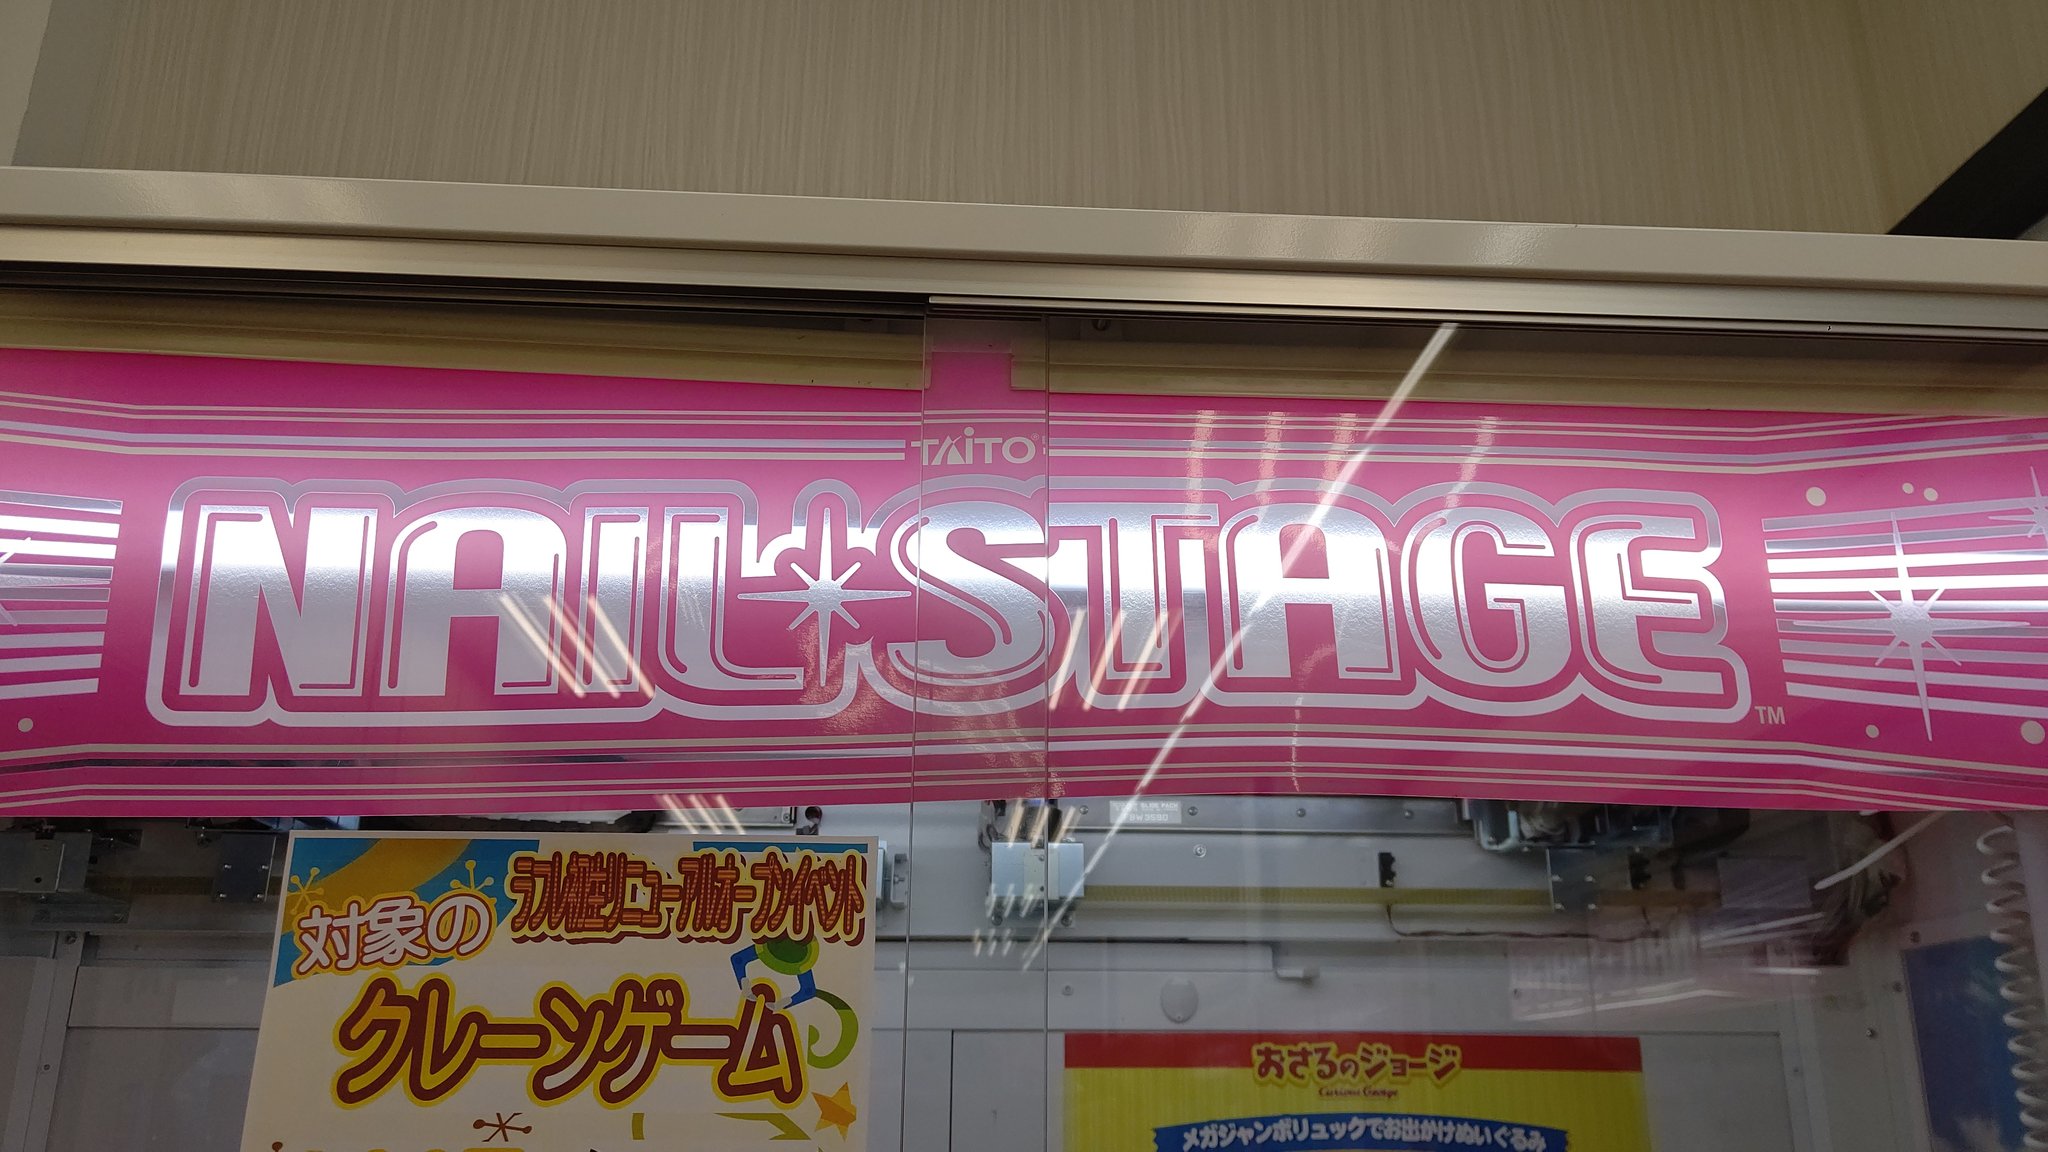 TAITO
NAIL STAGE
TM
ラフレ初生リニューアルオープンイベント
対象の
クレーンゲーム
おさるのジョージ
Curious George
メガジャンボリュックでお出かけぬいぐるみ